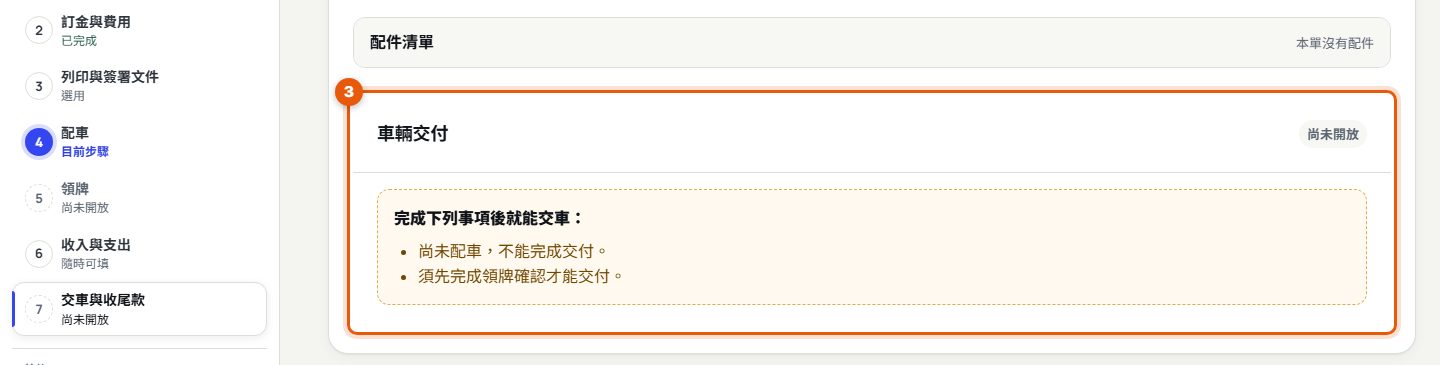 2
訂金與費用
已完成
3
列印與簽署文件
選用
4
配車
目前步驟
5
領牌
尚未開放
6
收入與支出
隨時可填
7
交車與收尾款
尚未開放
配件清單
本單沒有配件
3
車輛交付
尚未開放
完成下列事項後就能交車：
• 尚未配車，不能完成交付。
• 須先完成領牌確認才能交付。